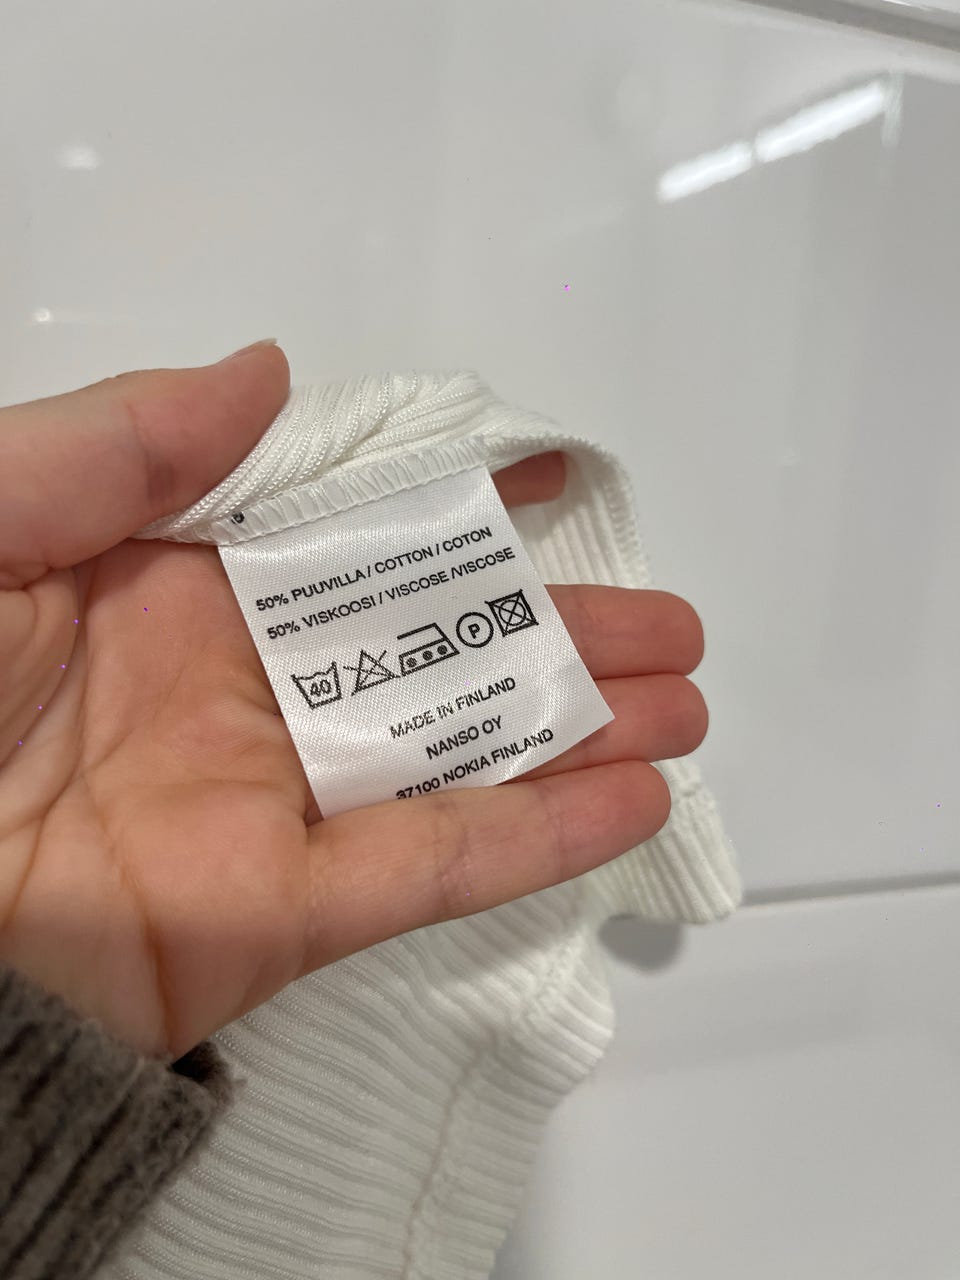 50% PUUVILLA / COTTON / COTON
50% VISKOOSI / VISCOSE /VISCOSE
40 P
MADE IN FINLAND
NANSO OY
37100 NOKIA FINLAND